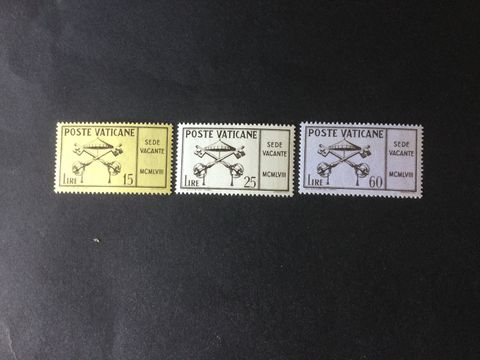 POSTE VATICANE
SEDE
VACANTE
MCMLVIII
LIRE 15
POSTE VATICANE
SEDE
VACANTE
MCMLVIII
LIRE 25
POSTE VATICANE
SEDE
VACANTE
MCMLVIII
LIRE 60